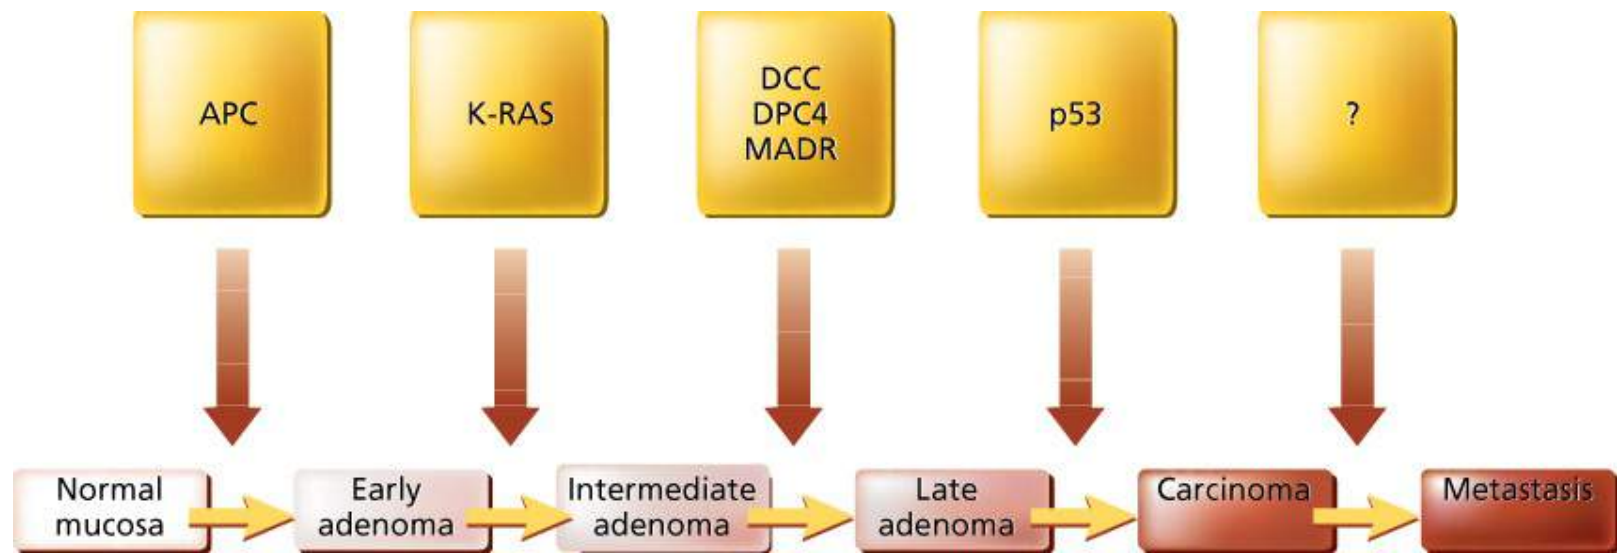 APC
K-RAS
DCC
DPC4
MADR
p53
?
Normal
mucosa
Early
adenoma
Intermediate
adenoma
Late
adenoma
Carcinoma
Metastasis